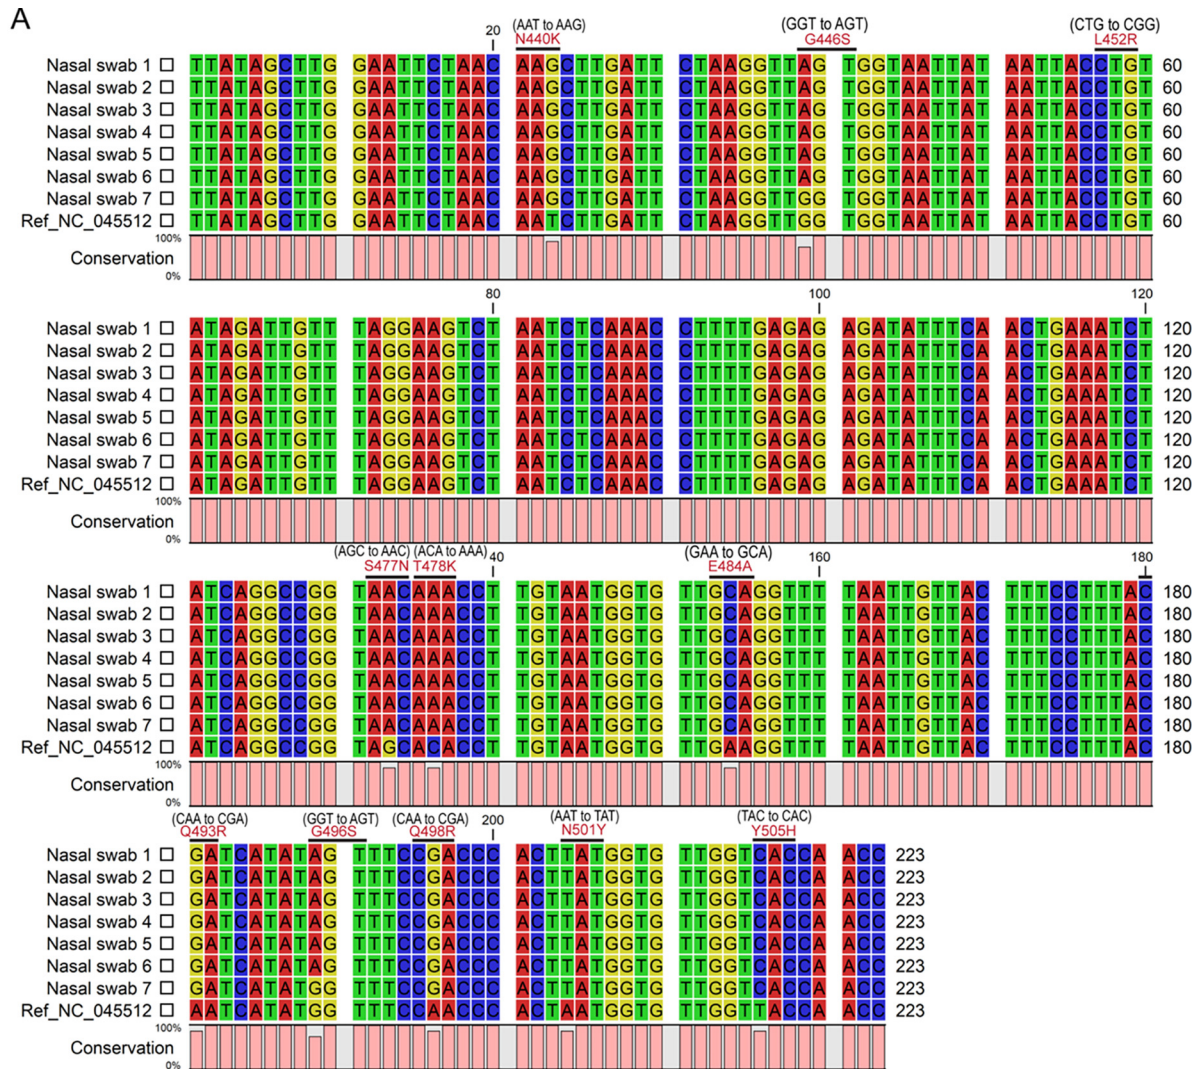 A
(AAT to AAG) (GGT to AGT) (CTG to CGG)
20 N440K G446S L452R
Nasal swab 1 TTATAGCTTG GAATTCTAAC AAGCTTGATT CTAAGGTTAG TGGTAATTAT AATTACCTGT 60
Nasal swab 2 TTATAGCTTG GAATTCTAAC AAGCTTGATT CTAAGGTTAG TGGTAATTAT AATTACCTGT 60
Nasal swab 3 TTATAGCTTG GAATTCTAAC AAGCTTGATT CTAAGGTTAG TGGTAATTAT AATTACCTGT 60
Nasal swab 4 TTATAGCTTG GAATTCTAAC AAGCTTGATT CTAAGGTTAG TGGTAATTAT AATTACCTGT 60
Nasal swab 5 TTATAGCTTG GAATTCTAAC AAGCTTGATT CTAAGGTTAG TGGTAATTAT AATTACCTGT 60
Nasal swab 6 TTATAGCTTG GAATTCTAAC AAGCTTGATT CTAAGGTTAG TGGTAATTAT AATTACCTGT 60
Nasal swab 7 TTATAGCTTG GAATTCTAAC AAGCTTGATT CTAAGGTTGG TGGTAATTAT AATTACCTGT 60
Ref_NC_045512 TTATAGCTTG GAATTCTAAC AATCTTGATT CTAAGGTTGG TGGTAATTAT AATTACCTGT 60
100%
Conservation
0%
80 100 120
Nasal swab 1 ATAGATTGTT TAGGAAGTCT AATCTCAAAC CTTTTGAGAG AGATATTTCA ACTGAAATCT 120
Nasal swab 2 ATAGATTGTT TAGGAAGTCT AATCTCAAAC CTTTTGAGAG AGATATTTCA ACTGAAATCT 120
Nasal swab 3 ATAGATTGTT TAGGAAGTCT AATCTCAAAC CTTTTGAGAG AGATATTTCA ACTGAAATCT 120
Nasal swab 4 ATAGATTGTT TAGGAAGTCT AATCTCAAAC CTTTTGAGAG AGATATTTCA ACTGAAATCT 120
Nasal swab 5 ATAGATTGTT TAGGAAGTCT AATCTCAAAC CTTTTGAGAG AGATATTTCA ACTGAAATCT 120
Nasal swab 6 ATAGATTGTT TAGGAAGTCT AATCTCAAAC CTTTTGAGAG AGATATTTCA ACTGAAATCT 120
Nasal swab 7 ATAGATTGTT TAGGAAGTCT AATCTCAAAC CTTTTGAGAG AGATATTTCA ACTGAAATCT 120
Ref_NC_045512 ATAGATTGTT TAGGAAGTCT AATCTCAAAC CTTTTGAGAG AGATATTTCA ACTGAAATCT 120
100%
Conservation
0%
(AGC to AAC) (ACA to AAA) 40 (GAA to GCA) 160 180
S477N T478K E484A
Nasal swab 1 ATCAGGCCGG TAACAAACCT TGTAATGGTG TTGCAGGTTT TAATTGTTAC TTTCCTTTAC 180
Nasal swab 2 ATCAGGCCGG TAACAAACCT TGTAATGGTG TTGCAGGTTT TAATTGTTAC TTTCCTTTAC 180
Nasal swab 3 ATCAGGCCGG TAACAAACCT TGTAATGGTG TTGCAGGTTT TAATTGTTAC TTTCCTTTAC 180
Nasal swab 4 ATCAGGCCGG TAACAAACCT TGTAATGGTG TTGCAGGTTT TAATTGTTAC TTTCCTTTAC 180
Nasal swab 5 ATCAGGCCGG TAACAAACCT TGTAATGGTG TTGCAGGTTT TAATTGTTAC TTTCCTTTAC 180
Nasal swab 6 ATCAGGCCGG TAACAAACCT TGTAATGGTG TTGCAGGTTT TAATTGTTAC TTTCCTTTAC 180
Nasal swab 7 ATCAGGCCGG TAACAAACCT TGTAATGGTG TTGCAGGTTT TAATTGTTAC TTTCCTTTAC 180
Ref_NC_045512 ATCAGGCCGG TAGCACACCT TGTAATGGTG TTGAAGGTTT TAATTGTTAC TTTCCTTTAC 180
100%
Conservation
0%
(CAA to CGA) (GGT to AGT) (CAA to CGA) 200 (AAT to TAT) (TAC to CAC)
Q493R G496S Q498R N501Y Y505H
Nasal swab 1 GATCATATAG TTTCCGACCC ACTTATGGTG TTGGTCACCA ACC 223
Nasal swab 2 GATCATATAG TTTCCGACCC ACTTATGGTG TTGGTCACCA ACC 223
Nasal swab 3 GATCATATAG TTTCCGACCC ACTTATGGTG TTGGTCACCA ACC 223
Nasal swab 4 GATCATATAG TTTCCGACCC ACTTATGGTG TTGGTCACCA ACC 223
Nasal swab 5 GATCATATAG TTTCCGACCC ACTTATGGTG TTGGTCACCA ACC 223
Nasal swab 6 GATCATATAG TTTCCGACCC ACTTATGGTG TTGGTCACCA ACC 223
Nasal swab 7 GATCATATGG TTTCCGACCC ACTTATGGTG TTGGTCACCA ACC 223
Ref_NC_045512 AATCATATGG TTTCCAACCC ACTAATGGTG TTGGTTACCA ACC 223
100%
Conservation
0%